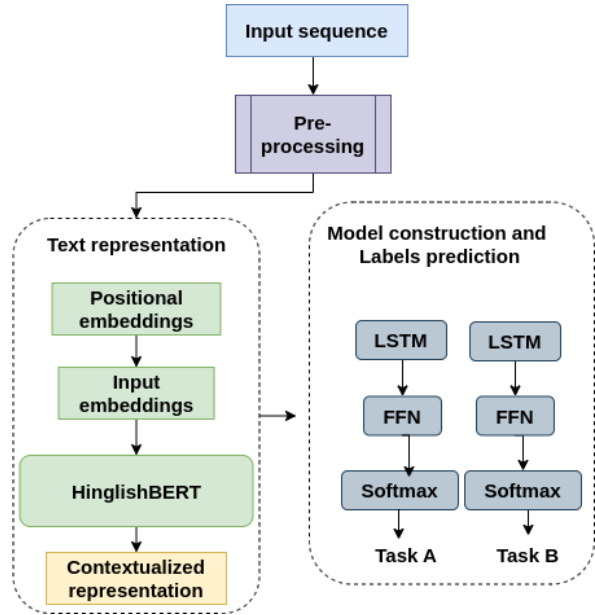 Input sequence
Pre-
processing
Text representation
Positional
embeddings
Input
embeddings
HinglishBERT
Contextualized
representation
Model construction and
Labels prediction
LSTM
LSTM
FFN
FFN
Softmax
Softmax
Task A
Task B